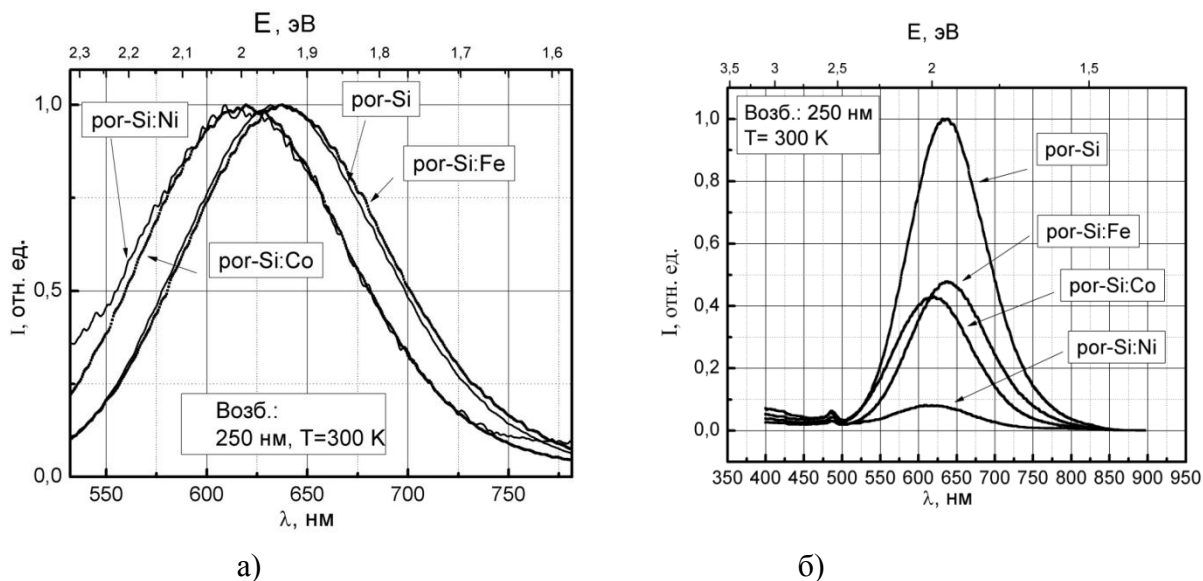 E, эВ
2,3 2,2 2,1 2 1,9 1,8 1,7 1,6
1,0
0,5
0,0
I, отн. ед.
por-Si:Ni
por-Si
por-Si:Fe
por-Si:Co
Возб.:
250 нм, T=300 K
550 600 650 700 750
λ, нм
а)
E, эВ
3,5 3 2,5 2 1,5
1,0
0,8
0,6
0,4
0,2
0,0
I, отн. ед.
Возб.: 250 нм
T= 300 K
por-Si
por-Si:Fe
por-Si:Co
por-Si:Ni
350 400 450 500 550 600 650 700 750 800 850 900 950
λ, нм
б)